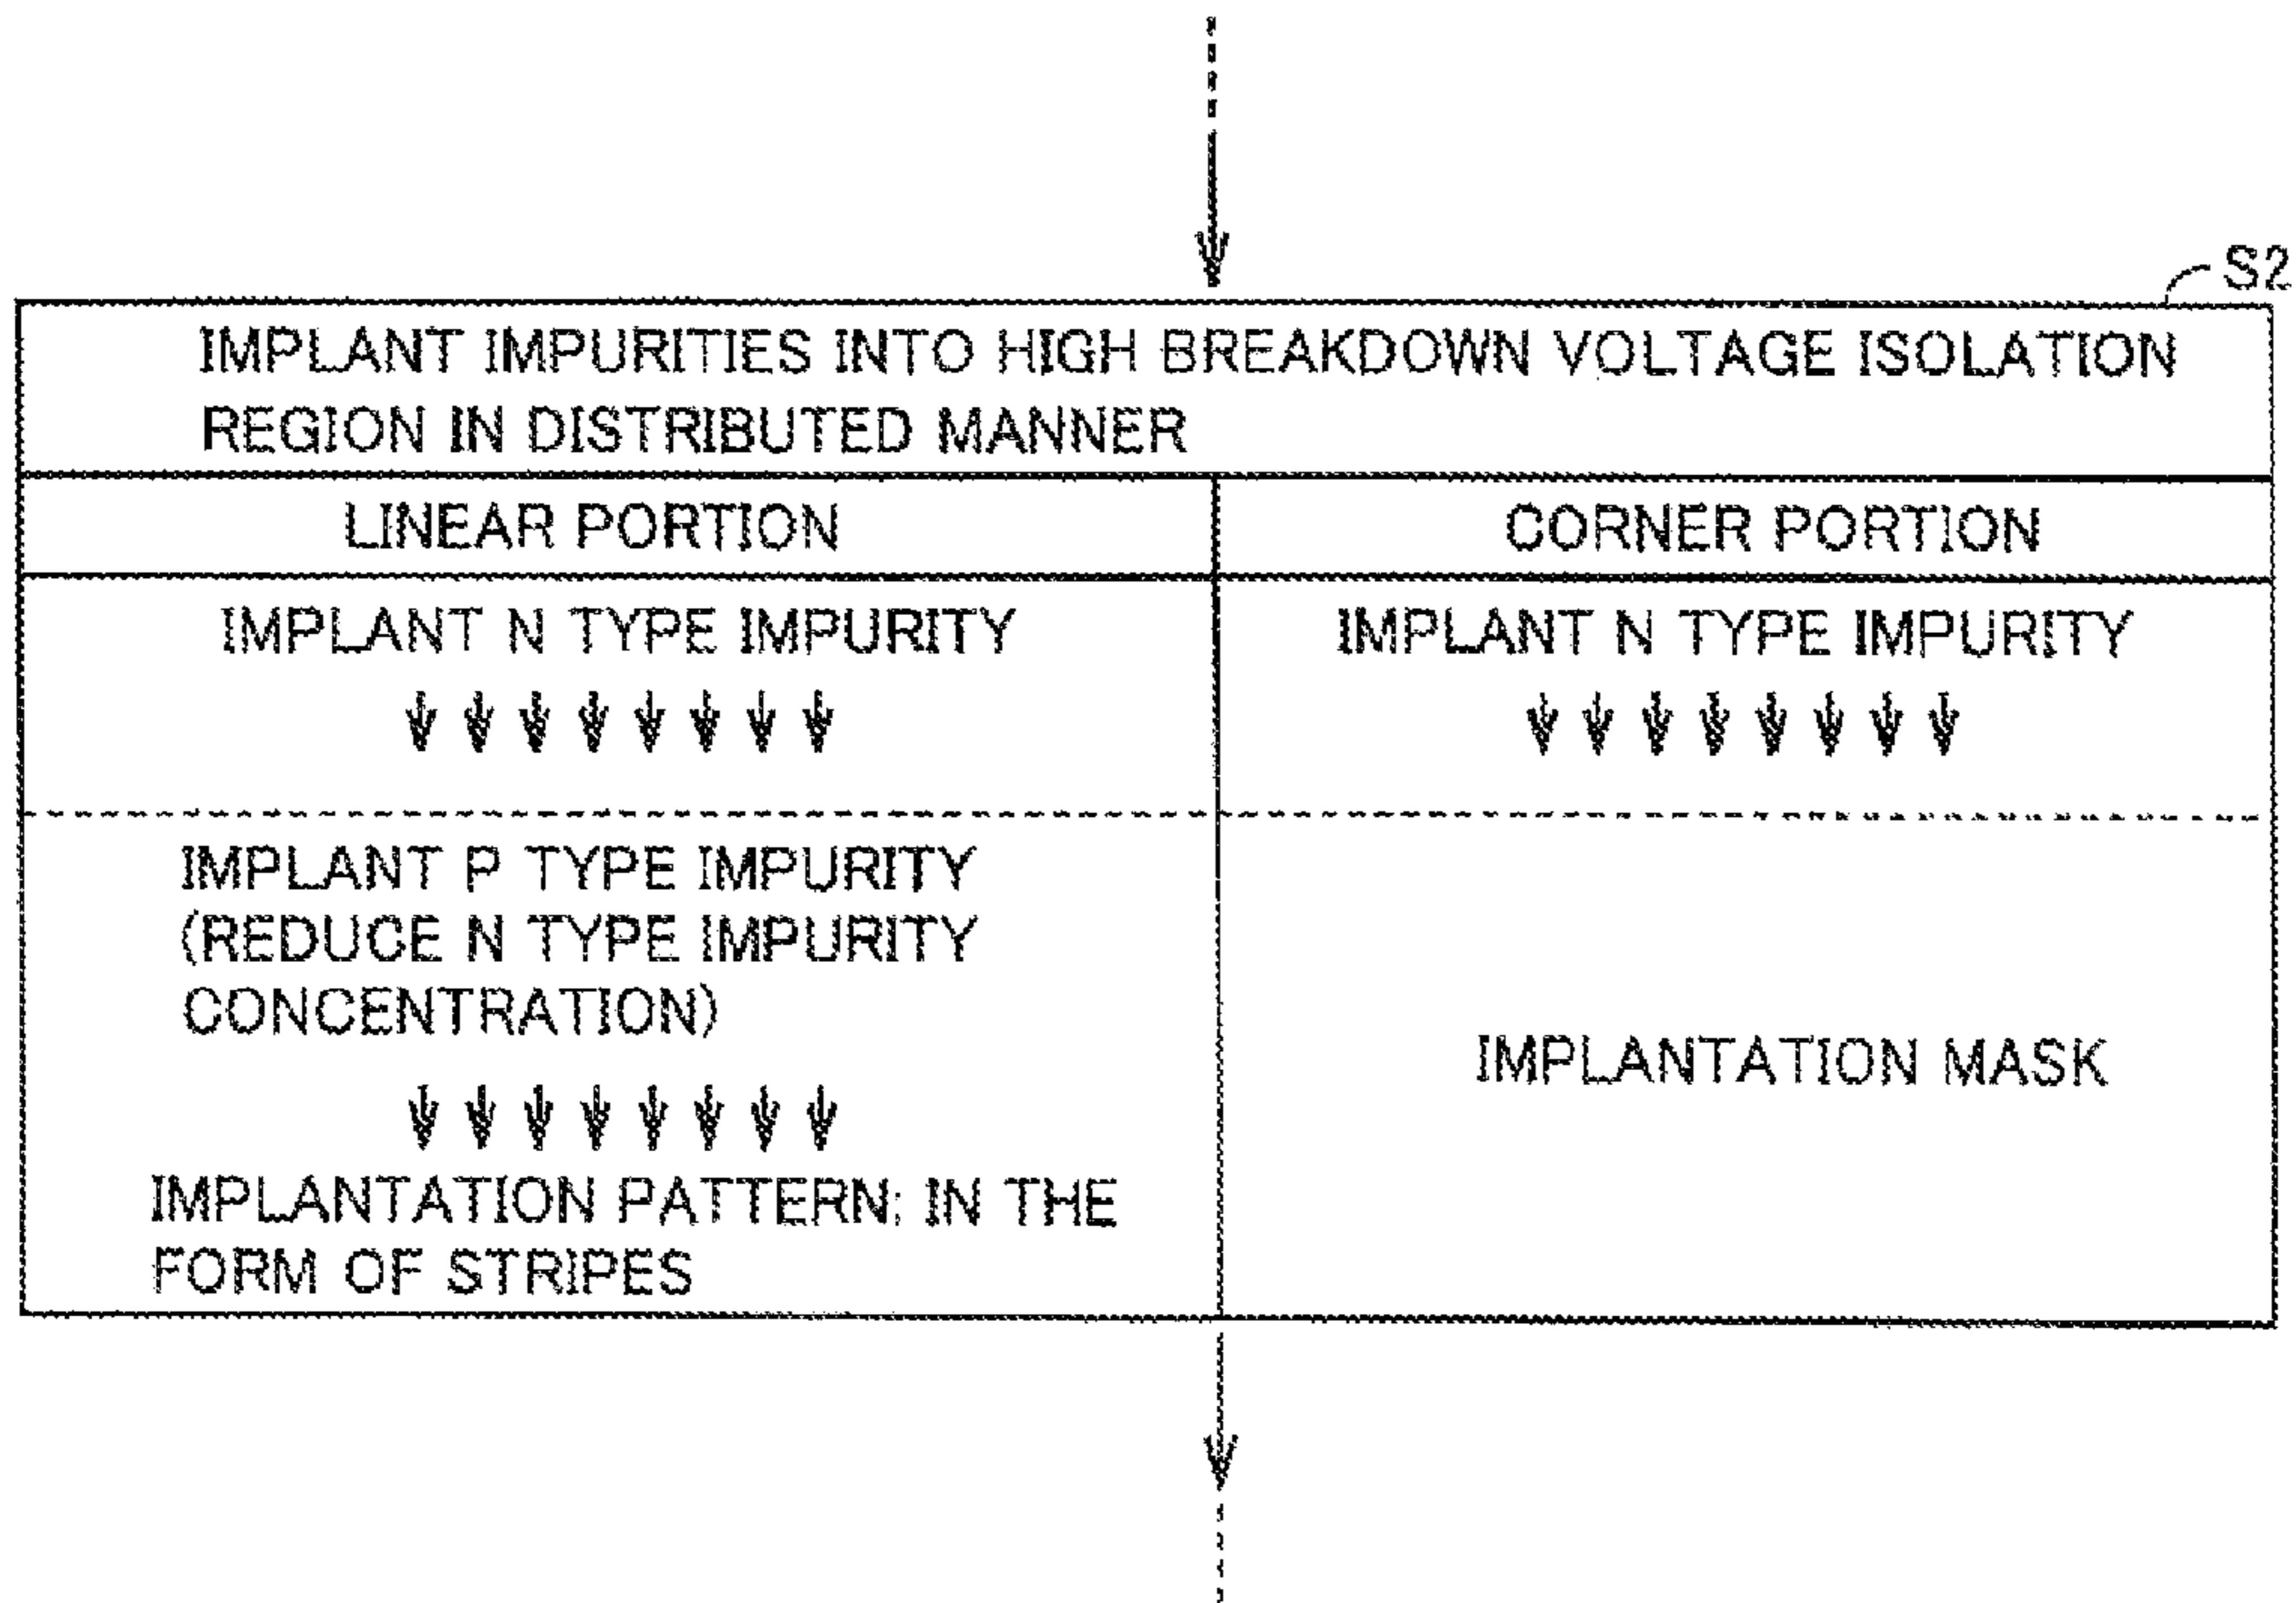 S2
IMPLANT IMPURITIES INTO HIGH BREAKDOWN VOLTAGE ISOLATION
REGION IN DISTRIBUTED MANNER
LINEAR PORTION
CORNER PORTION
IMPLANT N TYPE IMPURITY
IMPLANT N TYPE IMPURITY
IMPLANT P TYPE IMPURITY
(REDUCE N TYPE IMPURITY
CONCENTRATION)
IMPLANTATION PATTERN: IN THE
FORM OF STRIPES
IMPLANTATION MASK